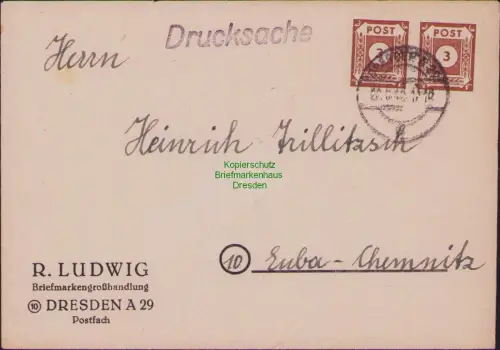 Drucksache
POST POST
3 3
Herrn
Heinrich Trillitzsch
Kopierschutz
Briefmarkenhaus
Dresden
(10) Euba-Chemnitz
R. LUDWIG
Briefmarkengroßhandlung
(10) DRESDEN A 29
Postfach